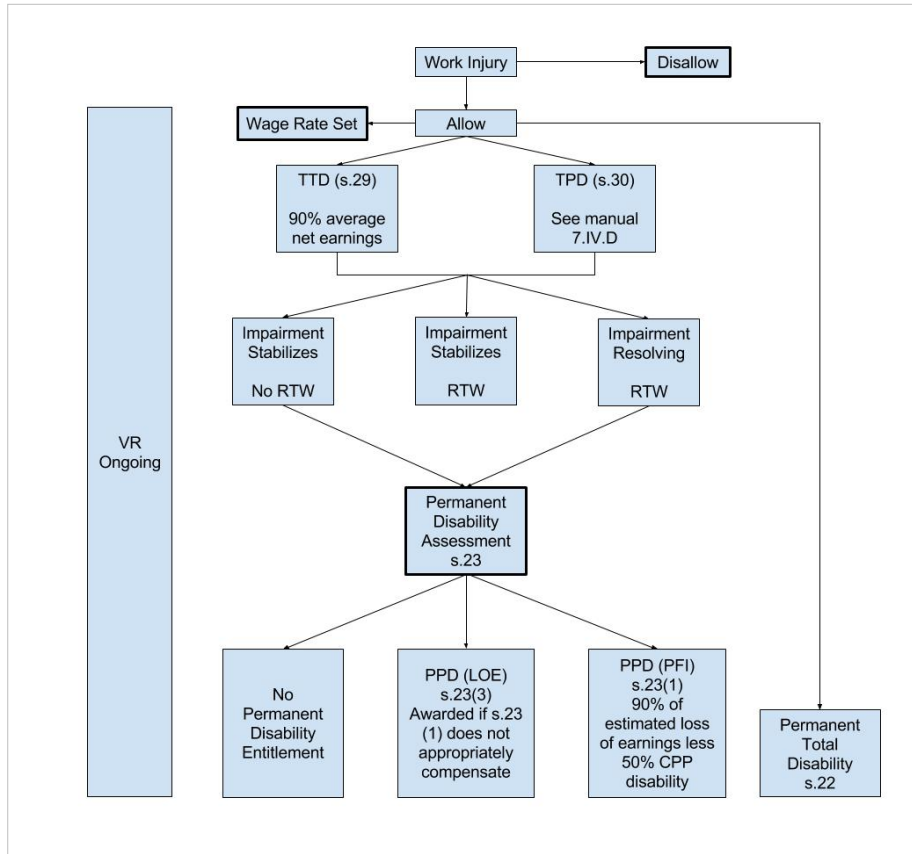 Work Injury
Disallow
Wage Rate Set
Allow
TTD (s.29)
90% average
net earnings
TPD (s.30)
See manual
7.IV.D
Impairment
Stabilizes
No RTW
Impairment
Stabilizes
RTW
Impairment
Resolving
RTW
VR
Ongoing
Permanent
Disability
Assessment
s.23
No
Permanent
Disability
Entitlement
PPD (LOE)
s.23(3)
Awarded if s.23
(1) does not
appropriately
compensate
PPD (PFI)
s.23(1)
90% of
estimated loss
of earnings less
50% CPP
disability
Permanent
Total
Disability
s.22